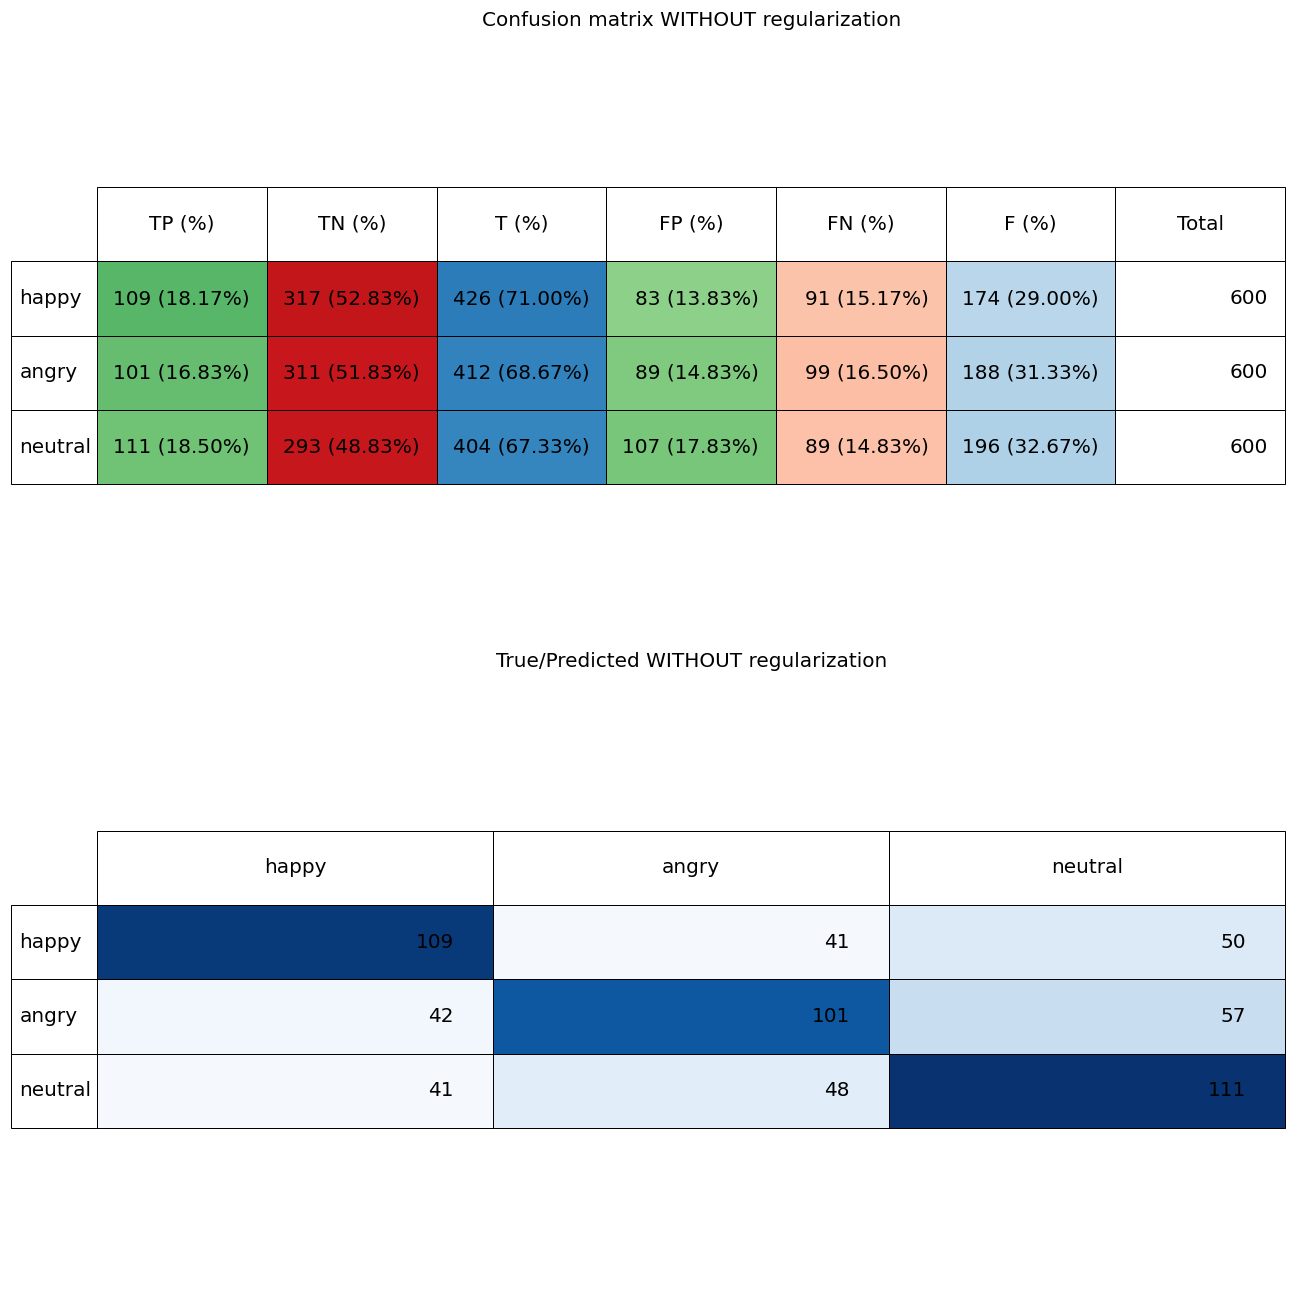 Confusion matrix WITHOUT regularization
TP (%) TN (%) T (%) FP (%) FN (%) F (%) Total
happy 109 (18.17%) 317 (52.83%) 426 (71.00%) 83 (13.83%) 91 (15.17%) 174 (29.00%) 600
angry 101 (16.83%) 311 (51.83%) 412 (68.67%) 89 (14.83%) 99 (16.50%) 188 (31.33%) 600
neutral 111 (18.50%) 293 (48.83%) 404 (67.33%) 107 (17.83%) 89 (14.83%) 196 (32.67%) 600
True/Predicted WITHOUT regularization
happy angry neutral
happy 109 41 50
angry 42 101 57
neutral 41 48 111